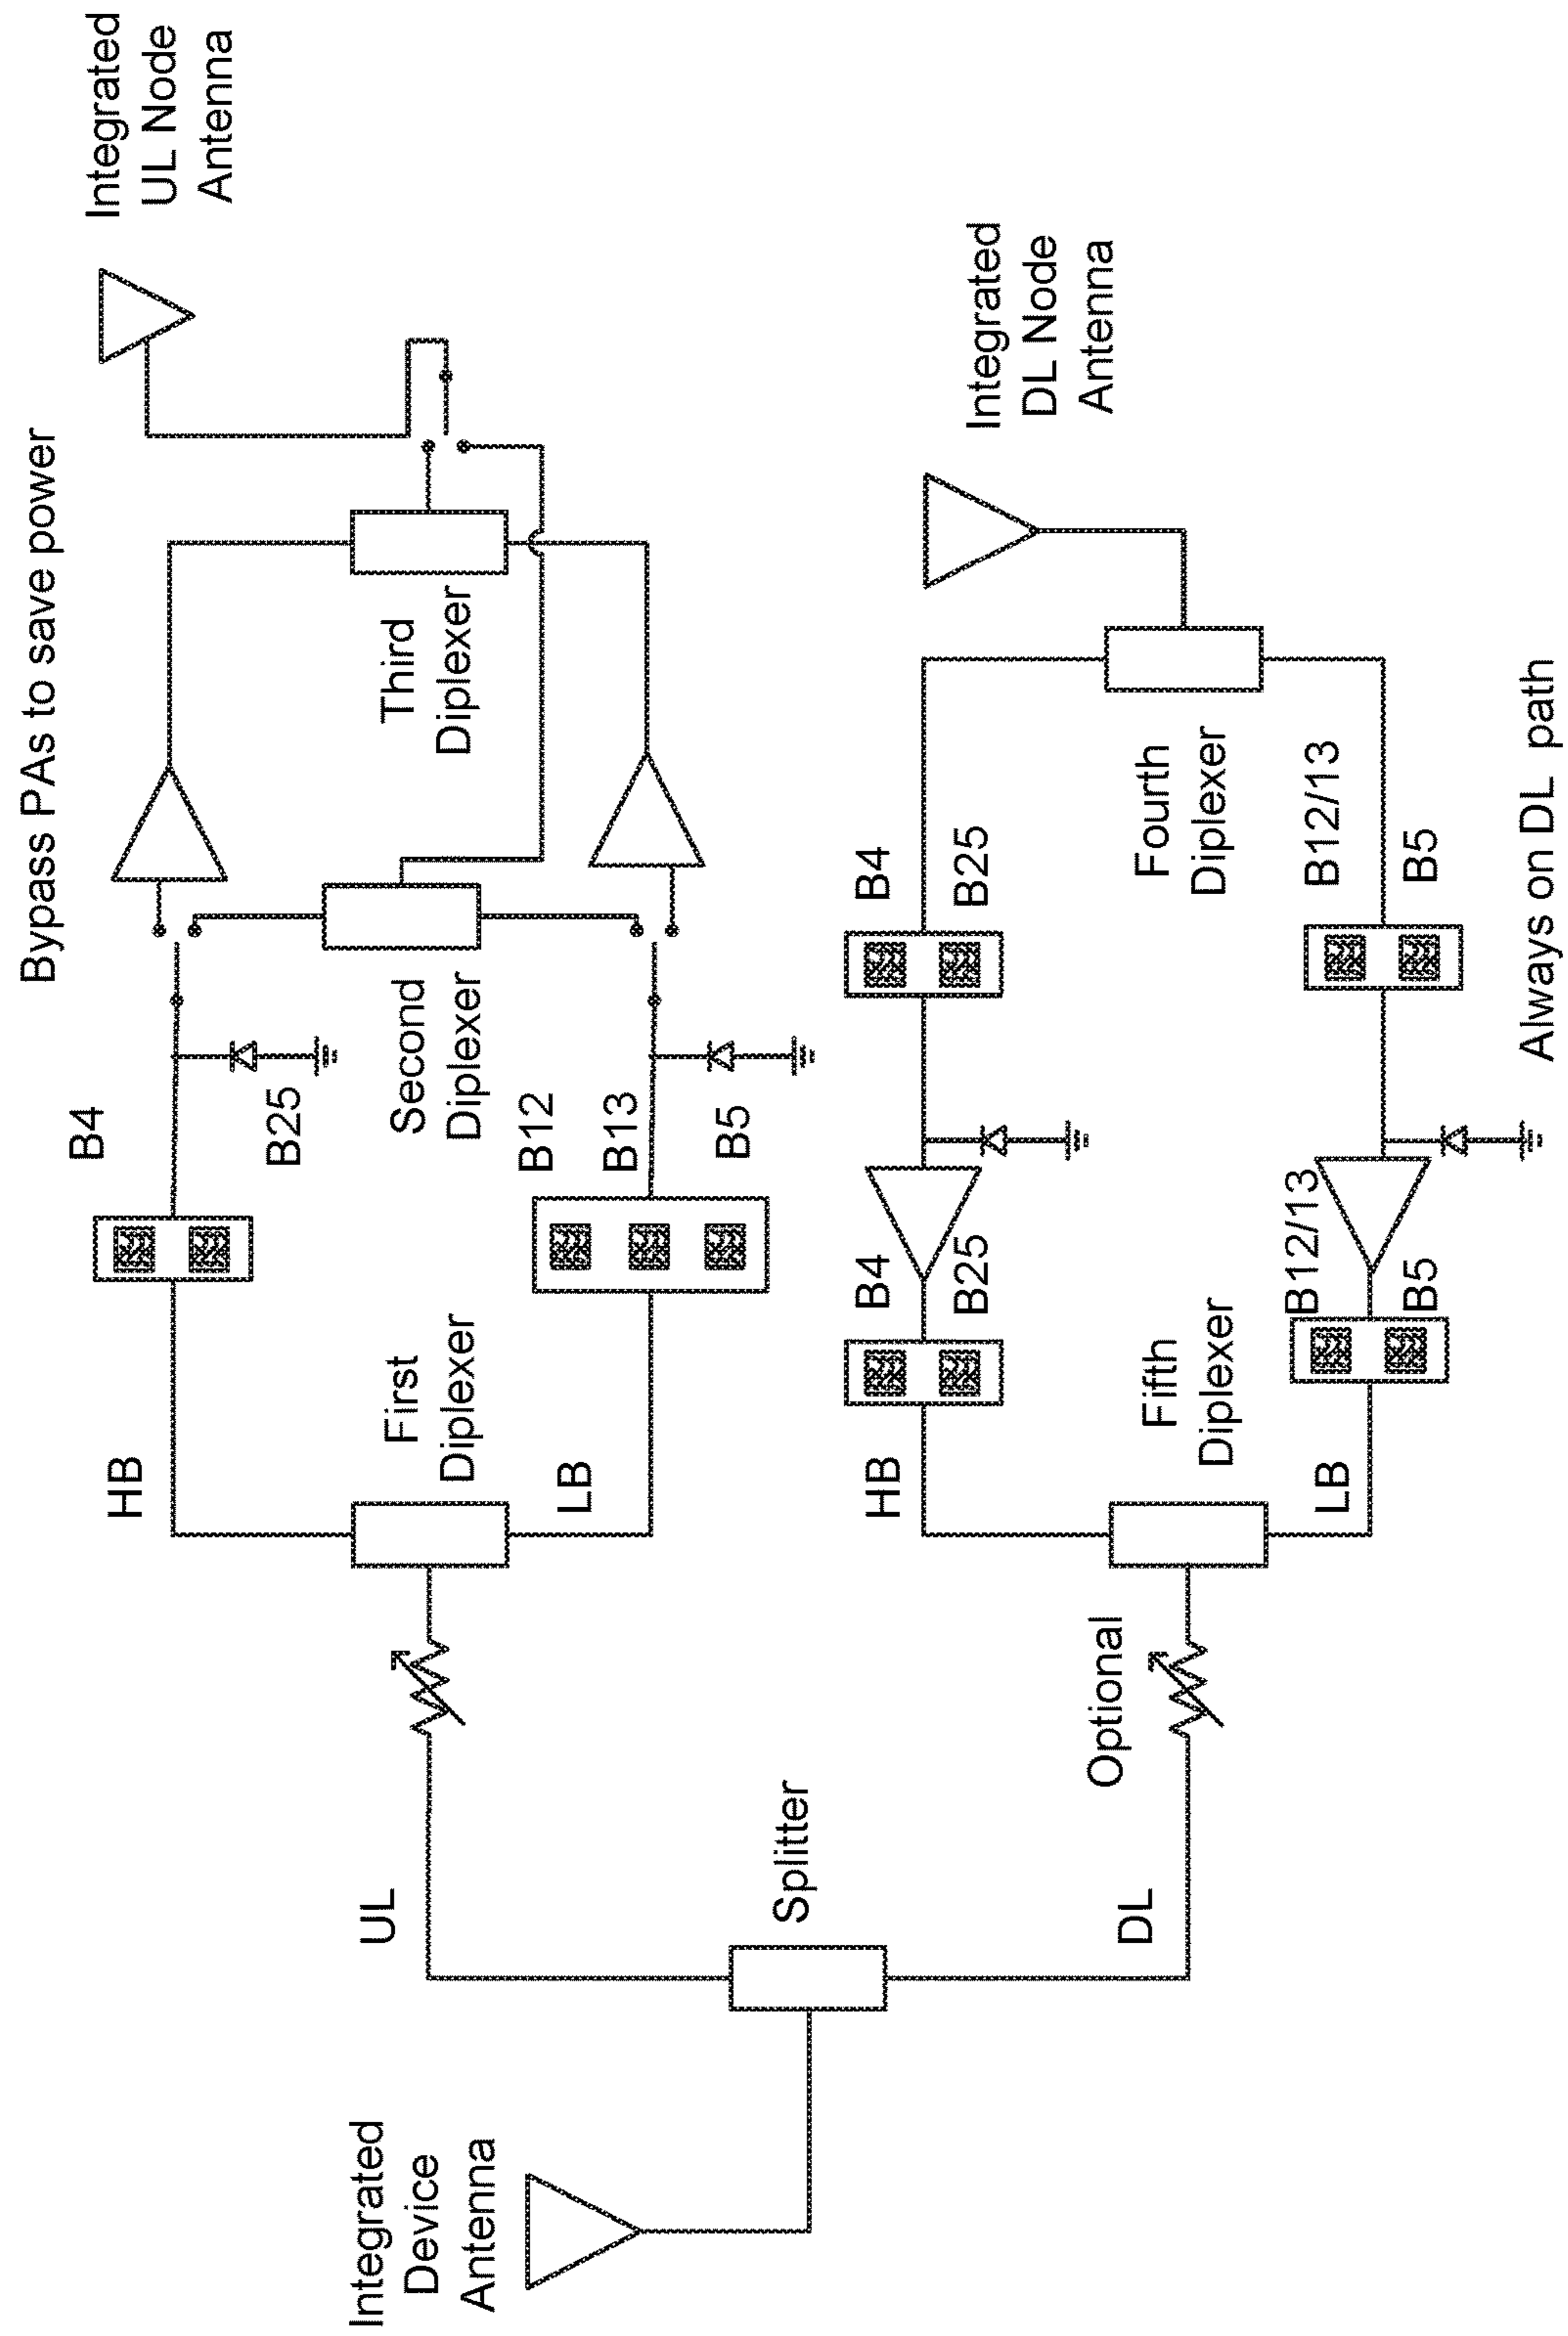 Bypass PAs to save power
Integrated
UL Node
Antenna
B4
B25
HB
Third
Diplexer
Second
Diplexer
First
Diplexer
UL
B12
B13
B5
LB
Integrated
Device
Antenna
Splitter
Integrated
DL Node
Antenna
HB
B4
B25
B4
B25
Fourth
Diplexer
Fifth
Diplexer
Optional
DL
LB
B12/13
B5
B12/13
B5
Always on DL path